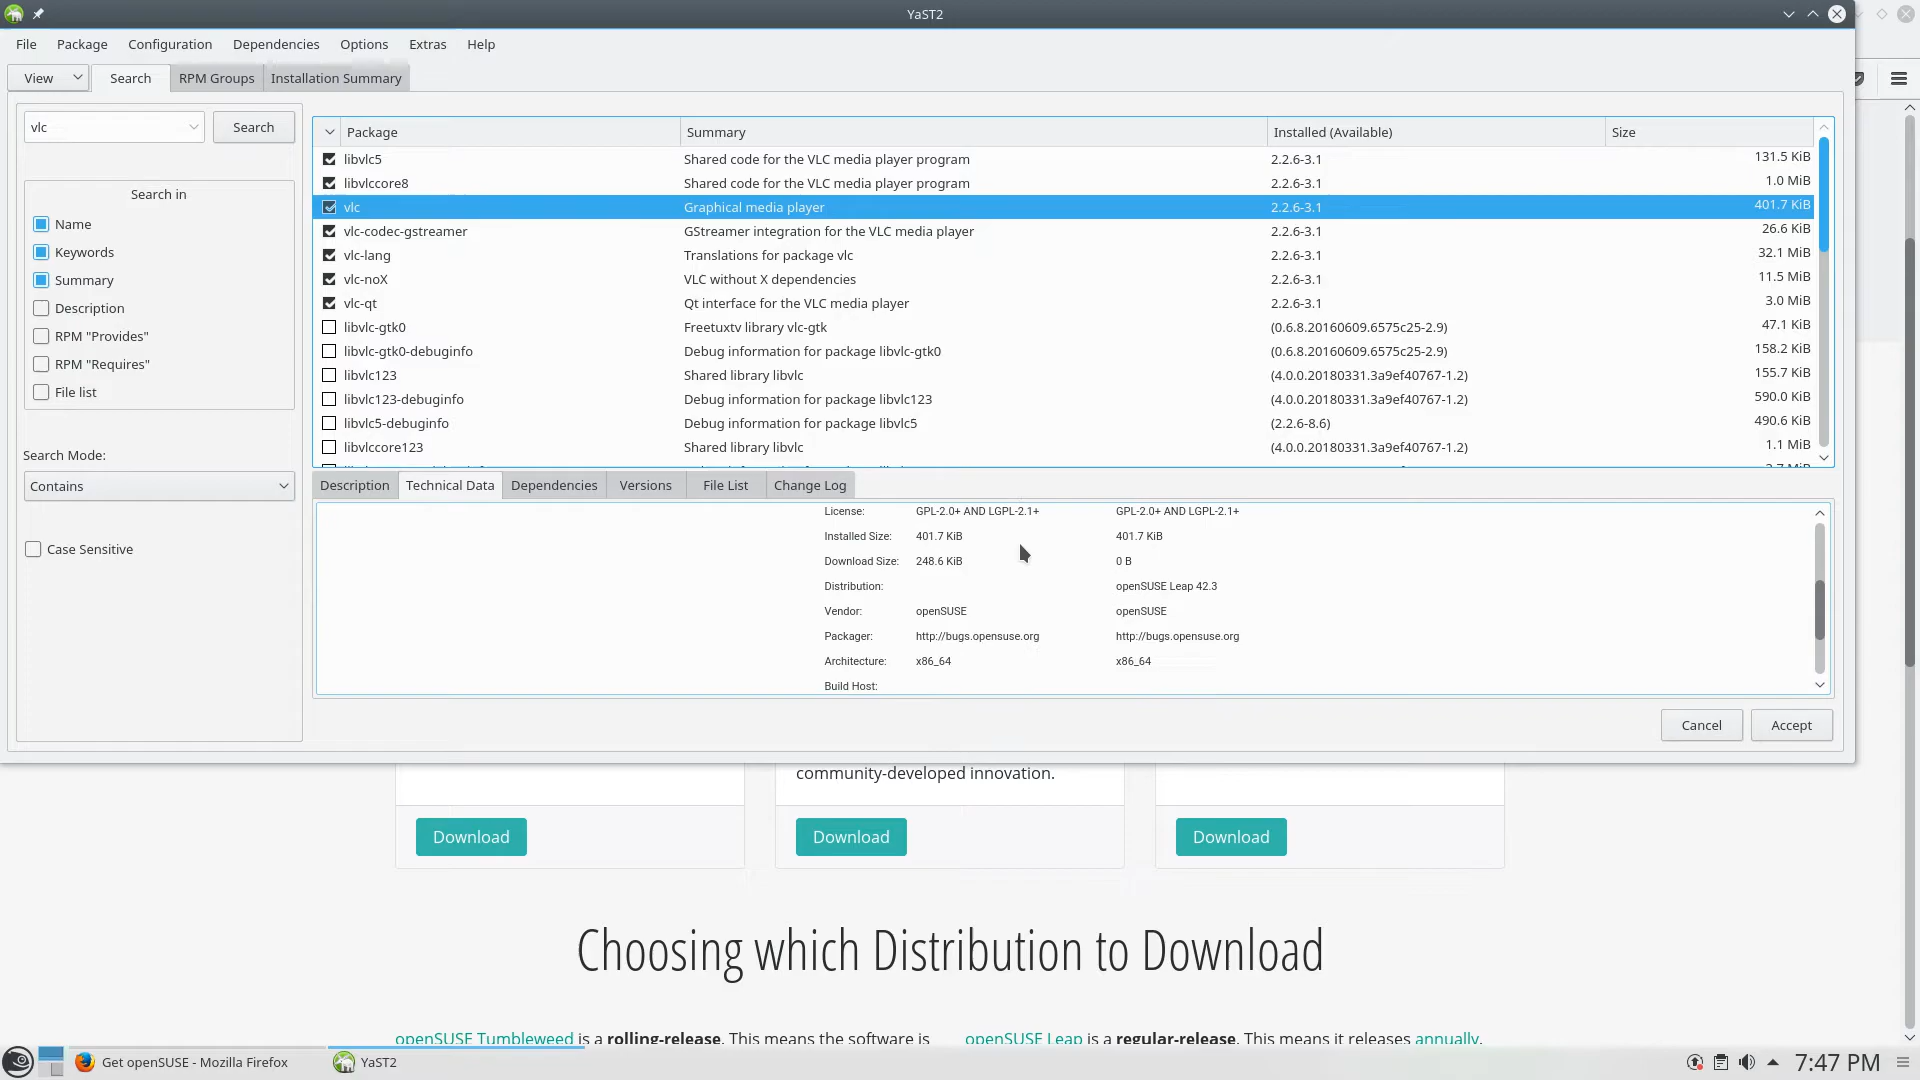 YaST2
File Package Configuration Dependencies Options Extras Help
View Search RPM Groups Installation Summary
vlc Search
Search in
Name
Keywords
Summary
Description
RPM "Provides"
RPM "Requires"
File list
Search Mode:
Contains
Case Sensitive
Package Summary Installed (Available) Size
libvlc5 Shared code for the VLC media player program 2.2.6-3.1 131.5 KiB
libvlccore8 Shared code for the VLC media player program 2.2.6-3.1 1.0 MiB
vlc Graphical media player 2.2.6-3.1 401.7 KiB
vlc-codec-gstreamer GStreamer integration for the VLC media player 2.2.6-3.1 26.6 KiB
vlc-lang Translations for package vlc 2.2.6-3.1 32.1 MiB
vlc-noX VLC without X dependencies 2.2.6-3.1 11.5 MiB
vlc-qt Qt interface for the VLC media player 2.2.6-3.1 3.0 MiB
libvlc-gtk0 Freetuxtv library vlc-gtk (0.6.8.20160609.6575c25-2.9) 47.1 KiB
libvlc-gtk0-debuginfo Debug information for package libvlc-gtk0 (0.6.8.20160609.6575c25-2.9) 158.2 KiB
libvlc123 Shared library libvlc (4.0.0.20180331.3a9ef40767-1.2) 155.7 KiB
libvlc123-debuginfo Debug information for package libvlc123 (4.0.0.20180331.3a9ef40767-1.2) 590.0 KiB
libvlc5-debuginfo Debug information for package libvlc5 (2.2.6-8.6) 490.6 KiB
libvlccore123 Shared library libvlc (4.0.0.20180331.3a9ef40767-1.2) 1.1 MiB
Description Technical Data Dependencies Versions File List Change Log
License: GPL-2.0+ AND LGPL-2.1+ GPL-2.0+ AND LGPL-2.1+
Installed Size: 401.7 KiB 401.7 KiB
Download Size: 248.6 KiB 0 B
Distribution: openSUSE Leap 42.3
Vendor: openSUSE openSUSE
Packager: http://bugs.opensuse.org http://bugs.opensuse.org
Architecture: x86_64 x86_64
Build Host:
Cancel Accept
community-developed innovation.
Download Download Download
Choosing which Distribution to Download
openSUSE Tumbleweed is a rolling-release. This means the software is
openSUSE Leap is a regular-release. This means it releases annually.
Get openSUSE - Mozilla Firefox YaST2 7:47 PM